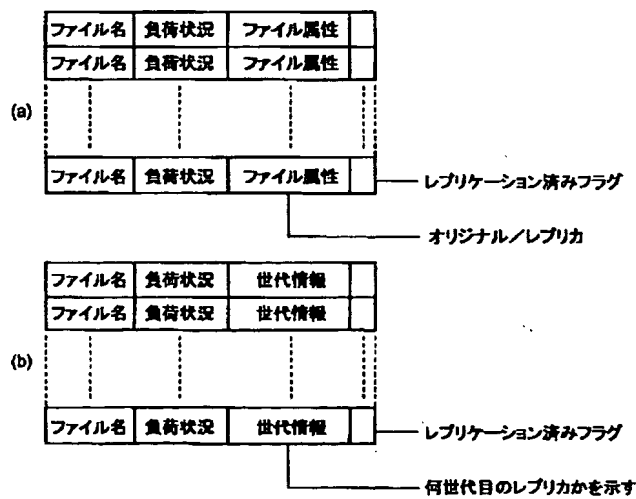 ファイル名 負荷状況 ファイル属性
ファイル名 負荷状況 ファイル属性
(a)
ファイル名 負荷状況 ファイル属性 レプリケーション済みフラグ
オリジナル/レプリカ
ファイル名 負荷状況 世代情報
ファイル名 負荷状況 世代情報
(b)
ファイル名 負荷状況 世代情報 レプリケーション済みフラグ
何世代目のレプリカかを示す